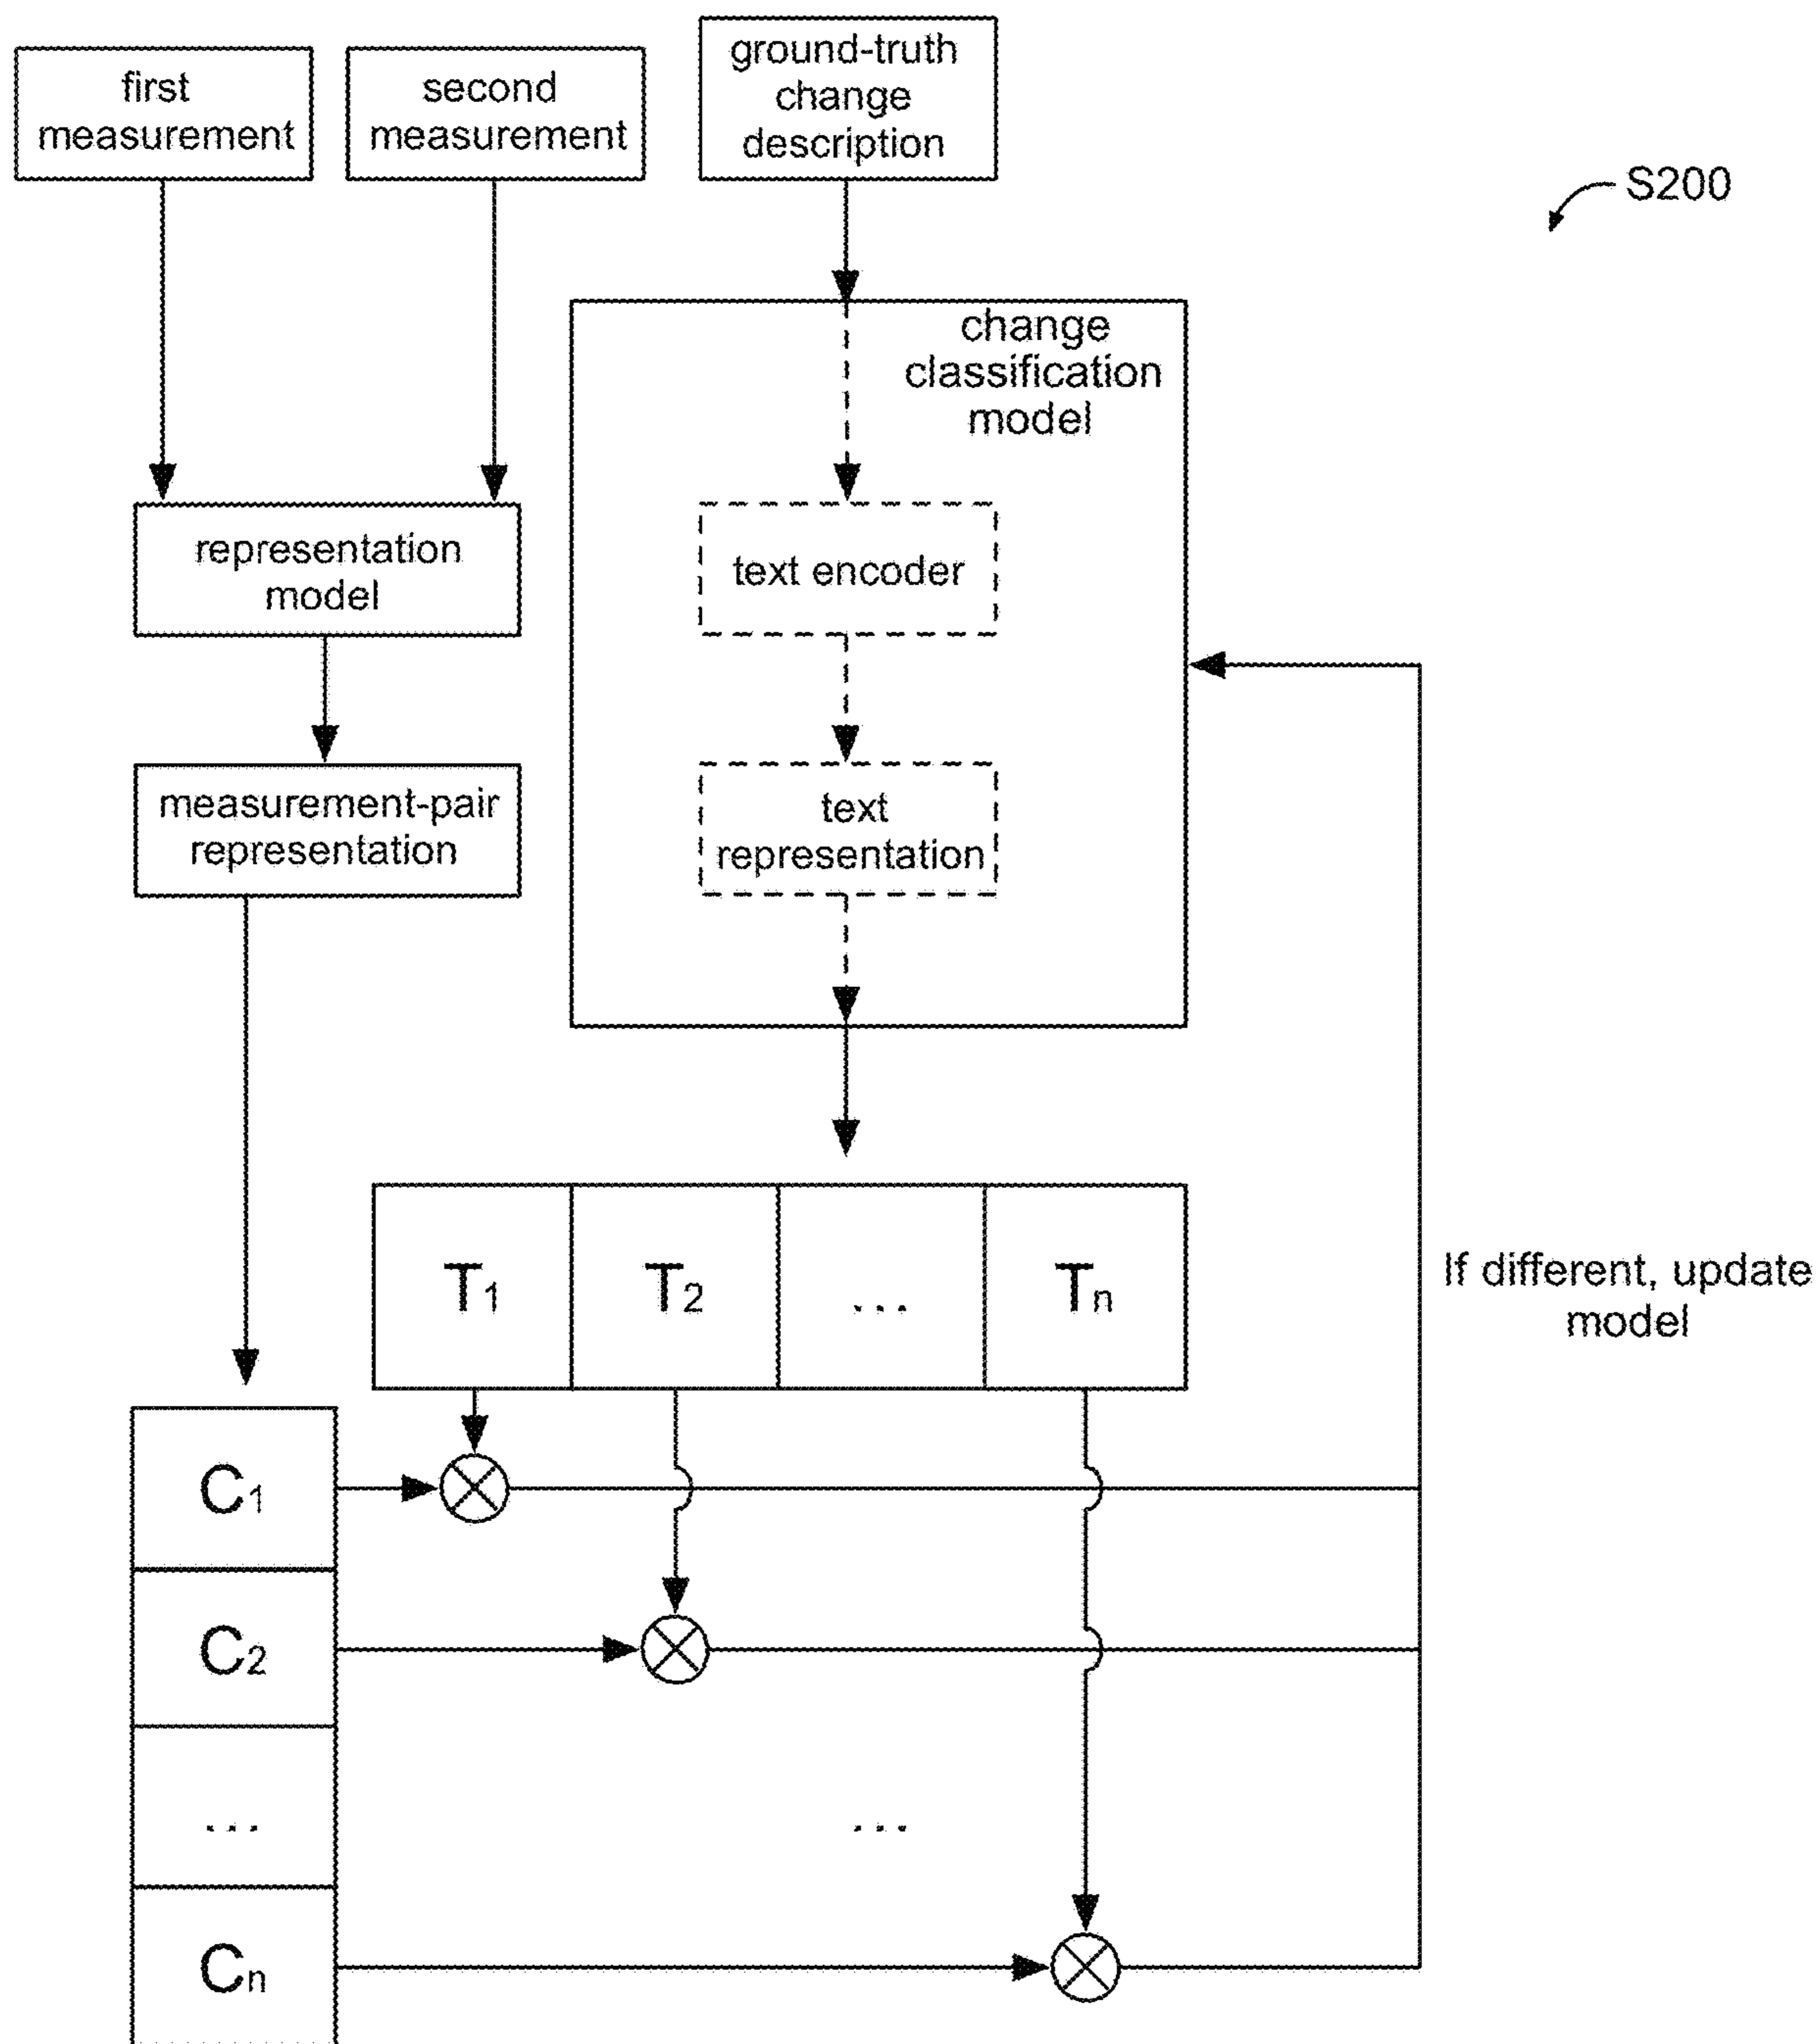 first
measurement
second
measurement
ground-truth
change
description
S200
change
classification
model
representation
model
text encoder
measurement-pair
representation
text
representation
T1
T2
...
Tn
If different, update
model
C1
C2
...
...
Cn